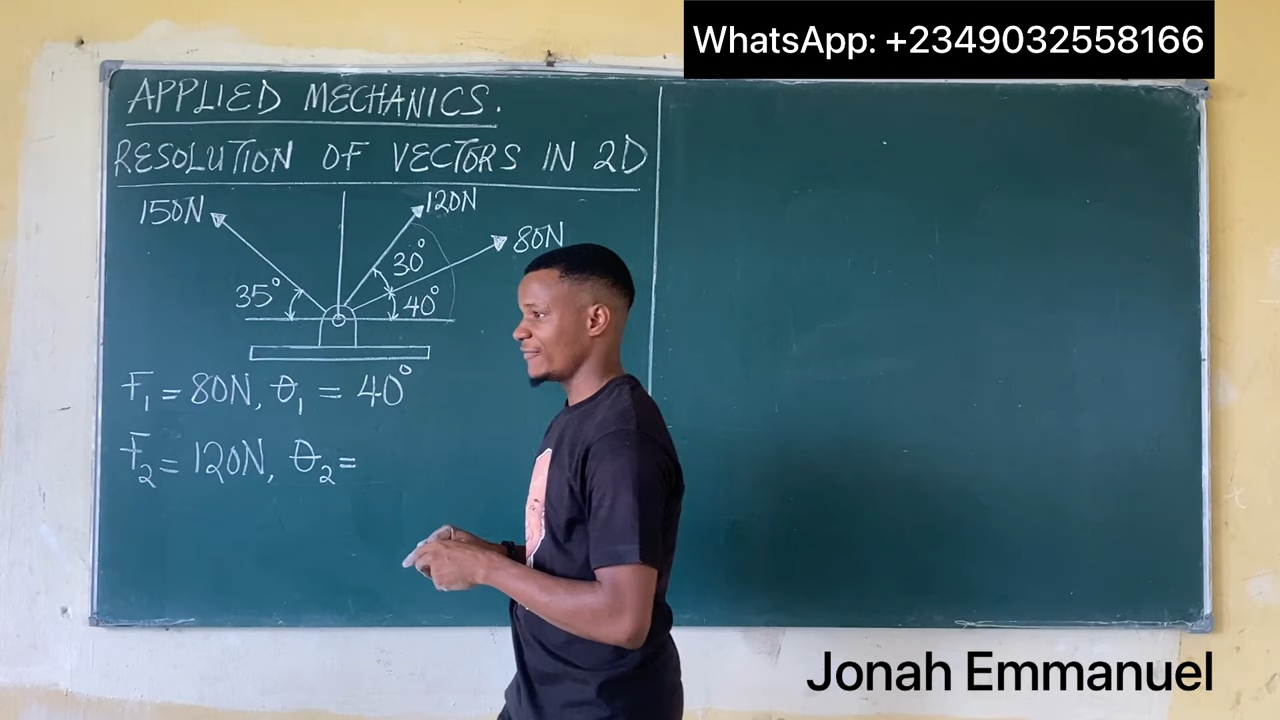 WhatsApp: +2349032558166
APPLIED MECHANICS.
RESOLUTION OF VECTORS IN 2D
150N
120N
80N
30°
35°
40°
F₁ = 80N, θ₁ = 40°
F₂ = 120N, θ₂ =
Jonah Emmanuel